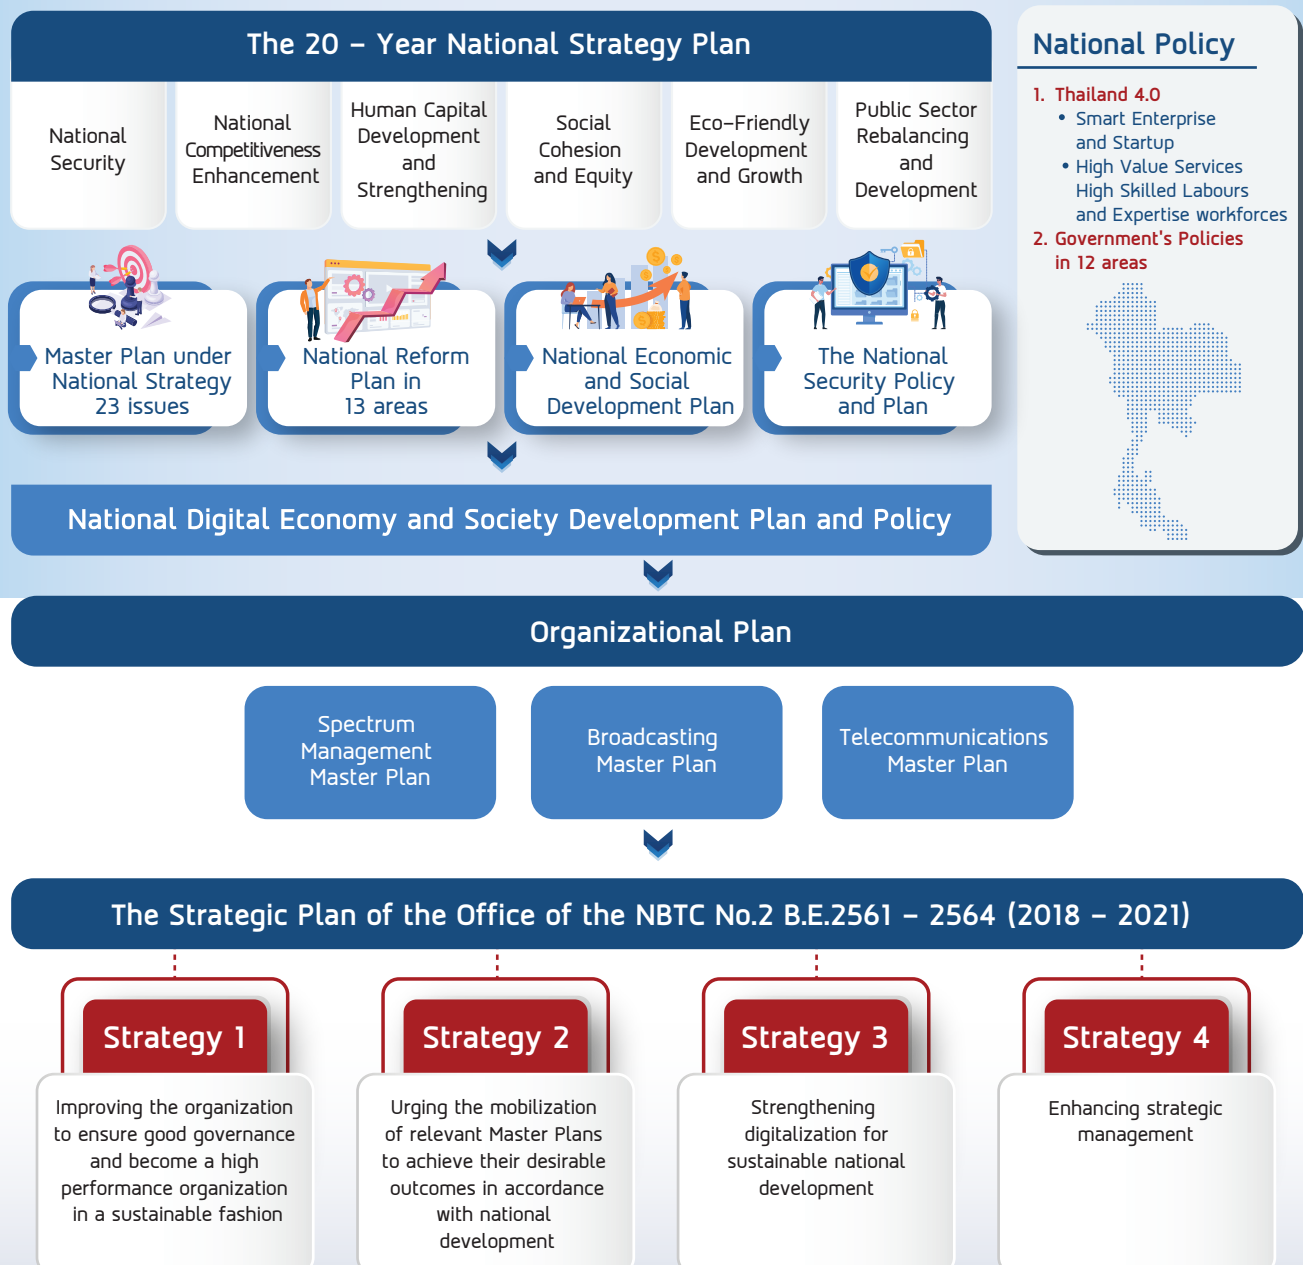 The 20 – Year National Strategy Plan
National
Security
National
Competitiveness
Enhancement
Human Capital
Development
and
Strengthening
Social
Cohesion
and Equity
Eco–Friendly
Development
and Growth
Public Sector
Rebalancing
and
Development
Master Plan under
National Strategy
23 issues
National Reform
Plan in
13 areas
National Economic
and Social
Development Plan
The National
Security Policy
and Plan
National Digital Economy and Society Development Plan and Policy
National Policy
1. Thailand 4.0
• Smart Enterprise
and Startup
• High Value Services
High Skilled Labours
and Expertise workforces
2. Government's Policies
in 12 areas
Organizational Plan
Spectrum
Management
Master Plan
Broadcasting
Master Plan
Telecommunications
Master Plan
The Strategic Plan of the Office of the NBTC No.2 B.E.2561 – 2564 (2018 – 2021)
Strategy 1
Improving the organization
to ensure good governance
and become a high
performance organization
in a sustainable fashion
Strategy 2
Urging the mobilization
of relevant Master Plans
to achieve their desirable
outcomes in accordance
with national
development
Strategy 3
Strengthening
digitalization for
sustainable national
development
Strategy 4
Enhancing strategic
management